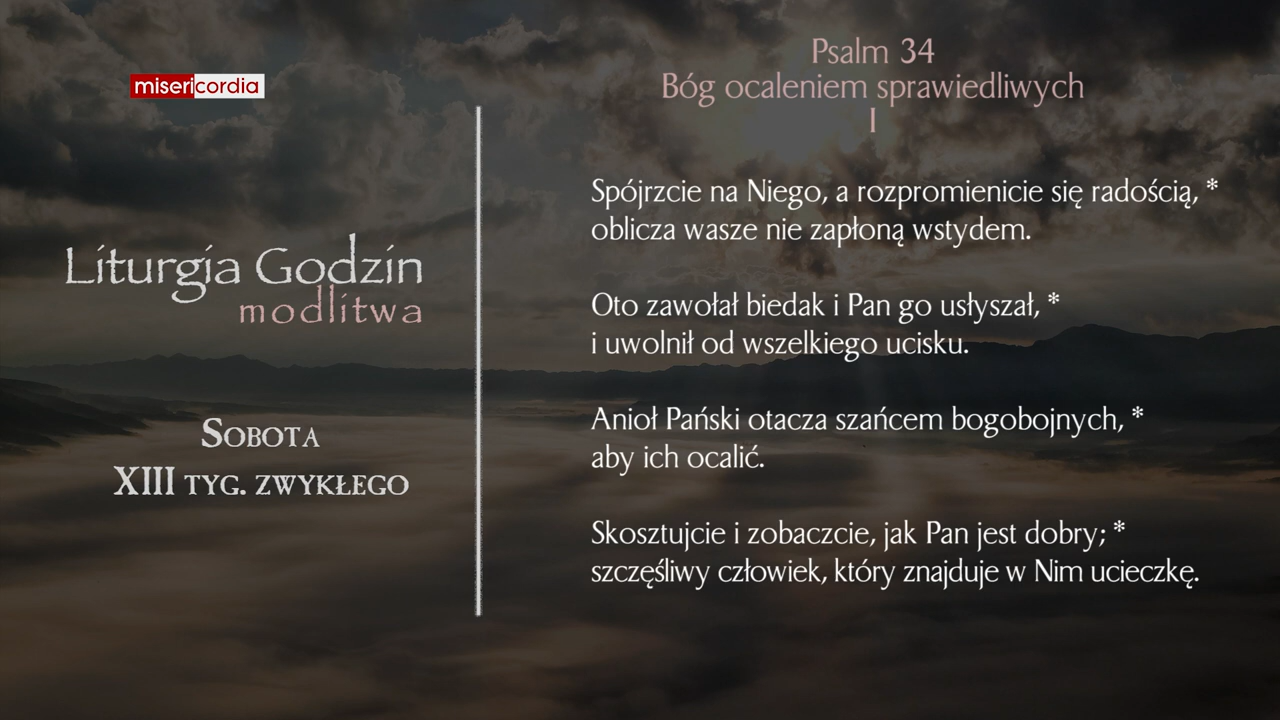 misericordia
Liturgia Godzin
modlitwa
Sobota
XIII tyg. zwykłego
Psalm 34
Bóg ocaleniem sprawiedliwych
I
Spójrzcie na Niego, a rozpromienicie się radością, *
oblicza wasze nie zapłoną wstydem.
Oto zawołał biedak i Pan go usłyszał, *
i uwolnił od wszelkiego ucisku.
Anioł Pański otacza szańcem bogobojnych, *
aby ich ocalić.
Skosztujcie i zobaczcie, jak Pan jest dobry; *
szczęśliwy człowiek, który znajduje w Nim ucieczkę.